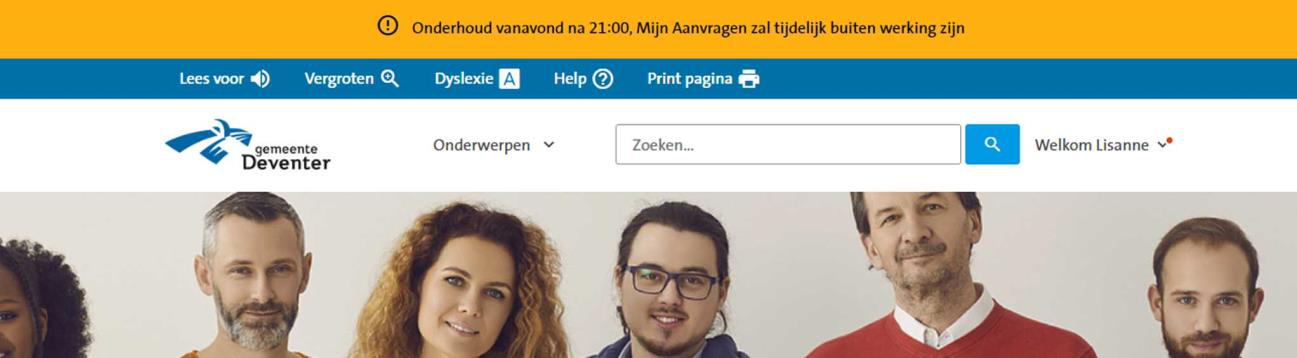 Onderhoud vanavond na 21:00, Mijn Aanvragen zal tijdelijk buiten werking zijn
Lees voor Vergroten Dyslexie A Help Print pagina
gemeente
Deventer
Onderwerpen Zoeken... Welkom Lisanne